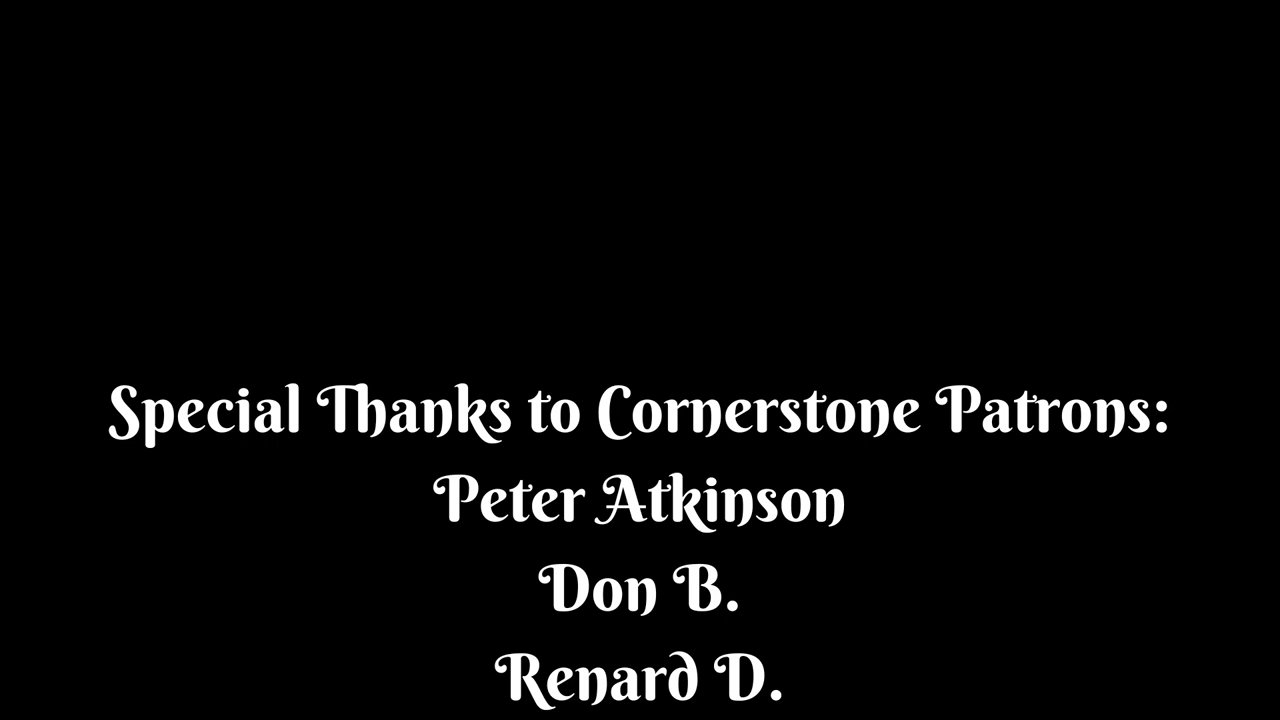 Special Thanks to Cornerstone Patrons:
Peter Atkinson
Don B.
Renard D.